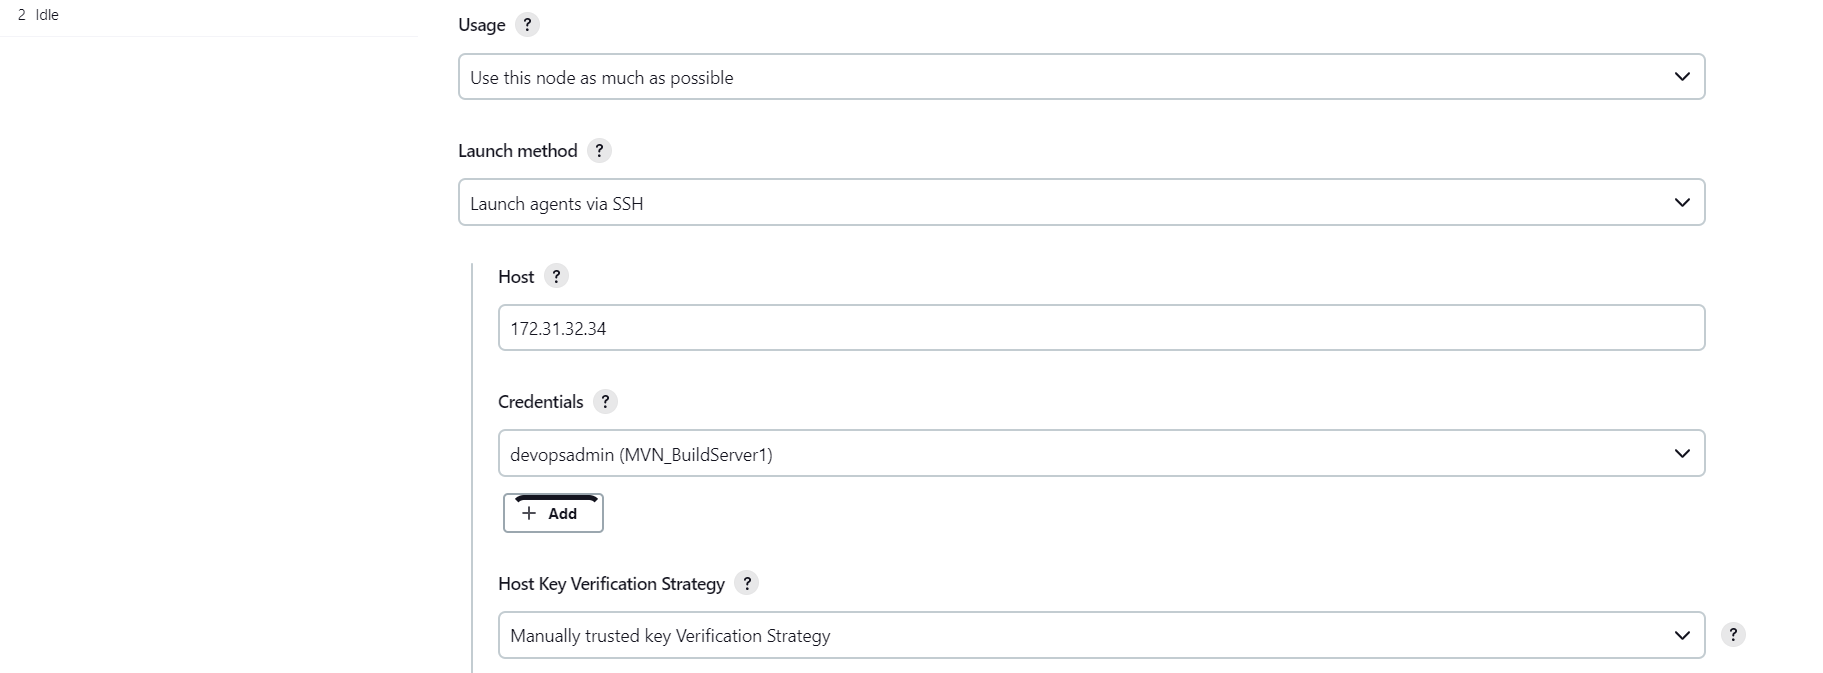 2 Idle
Usage ?
Use this node as much as possible
Launch method ?
Launch agents via SSH
Host ?
172.31.32.34
Credentials ?
devopsadmin (MVN_BuildServer1)
+ Add
Host Key Verification Strategy ?
Manually trusted key Verification Strategy ?